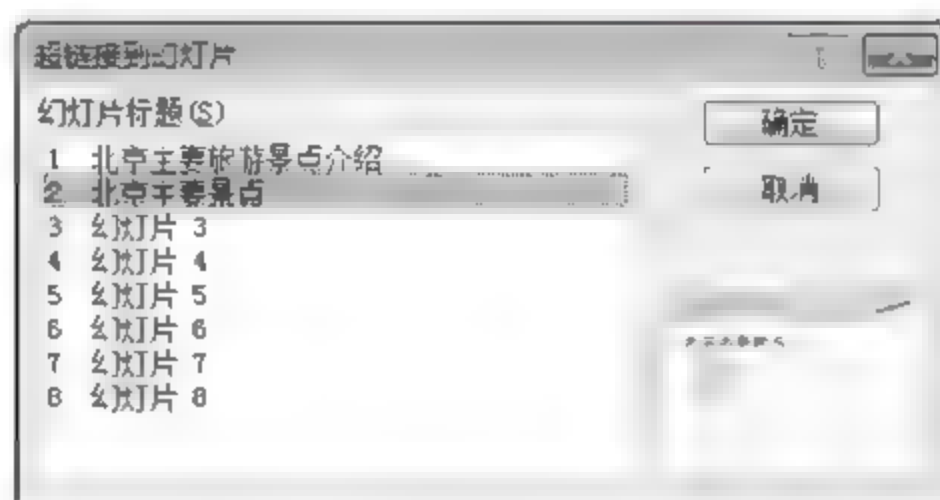 超链接到幻灯片
幻灯片标题(S)
1 北京主要旅游景点介绍
2 北京主要景点
3 幻灯片 3
4 幻灯片 4
5 幻灯片 5
6 幻灯片 6
7 幻灯片 7
8 幻灯片 8
确定
取消